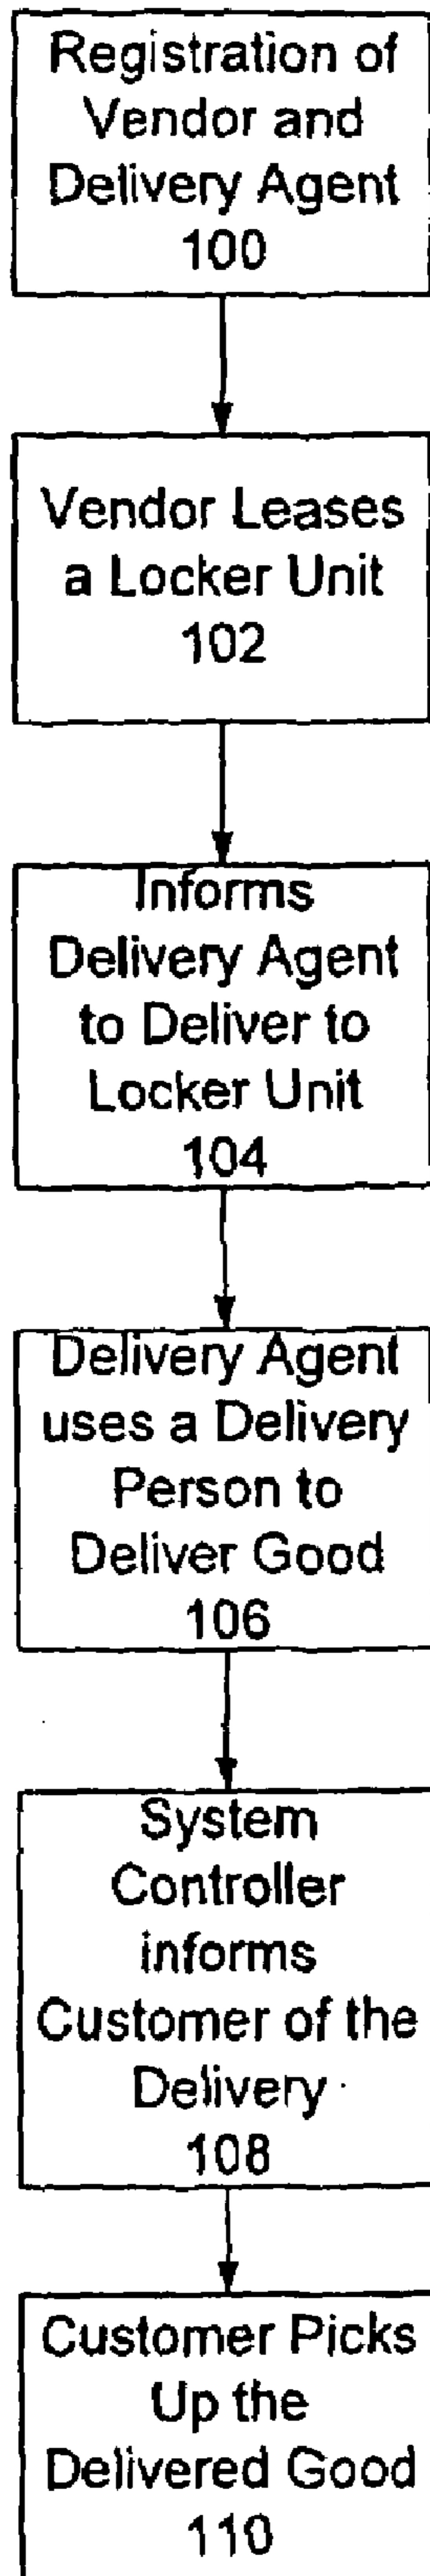 Registration of
Vendor and
Delivery Agent
100
Vendor Leases
a Locker Unit
102
Informs
Delivery Agent
to Deliver to
Locker Unit
104
Delivery Agent
uses a Delivery
Person to
Deliver Good
106
System
Controller
informs
Customer of the
Delivery
108
Customer Picks
Up the
Delivered Good
110